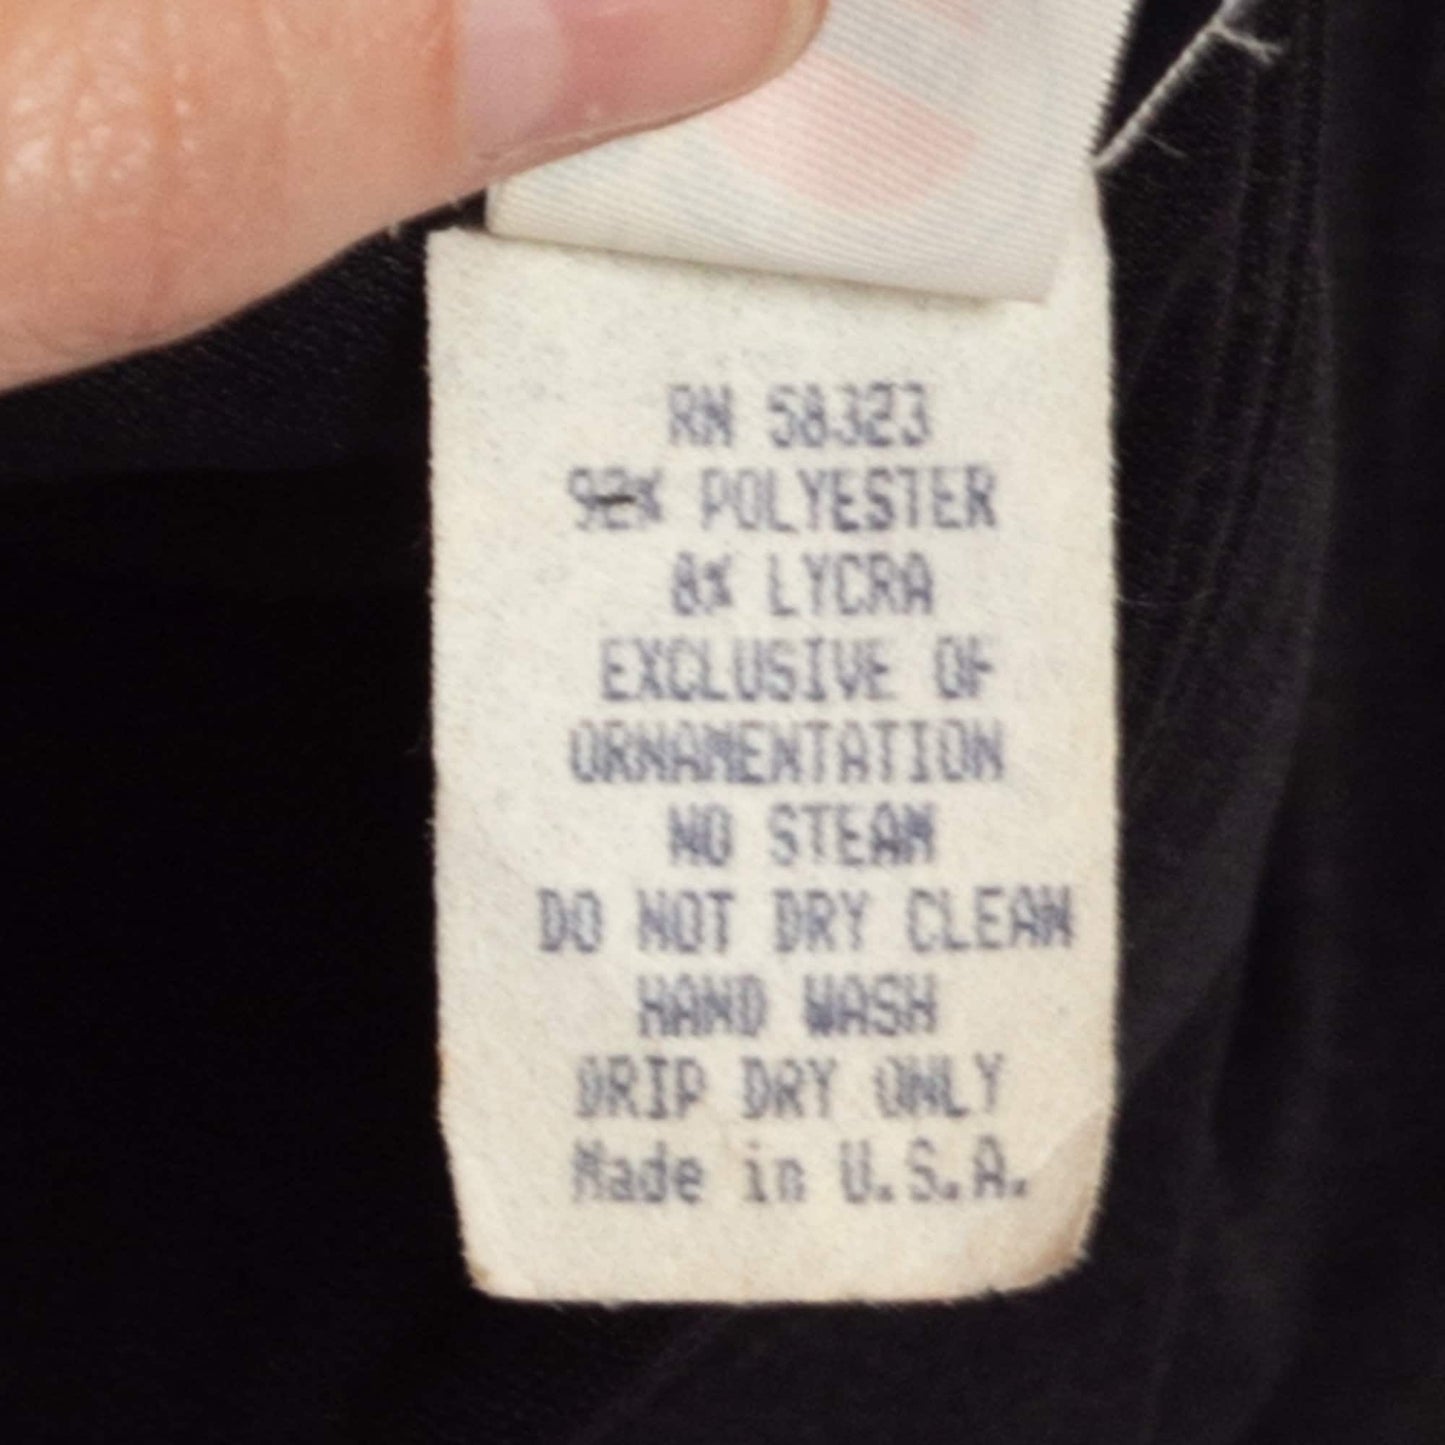 RN 58323
92% POLYESTER
8% LYCRA
EXCLUSIVE OF
ORNAMENTATION
NO STEAM
DO NOT DRY CLEAN
HAND WASH
DRIP DRY ONLY
Made in U.S.A.